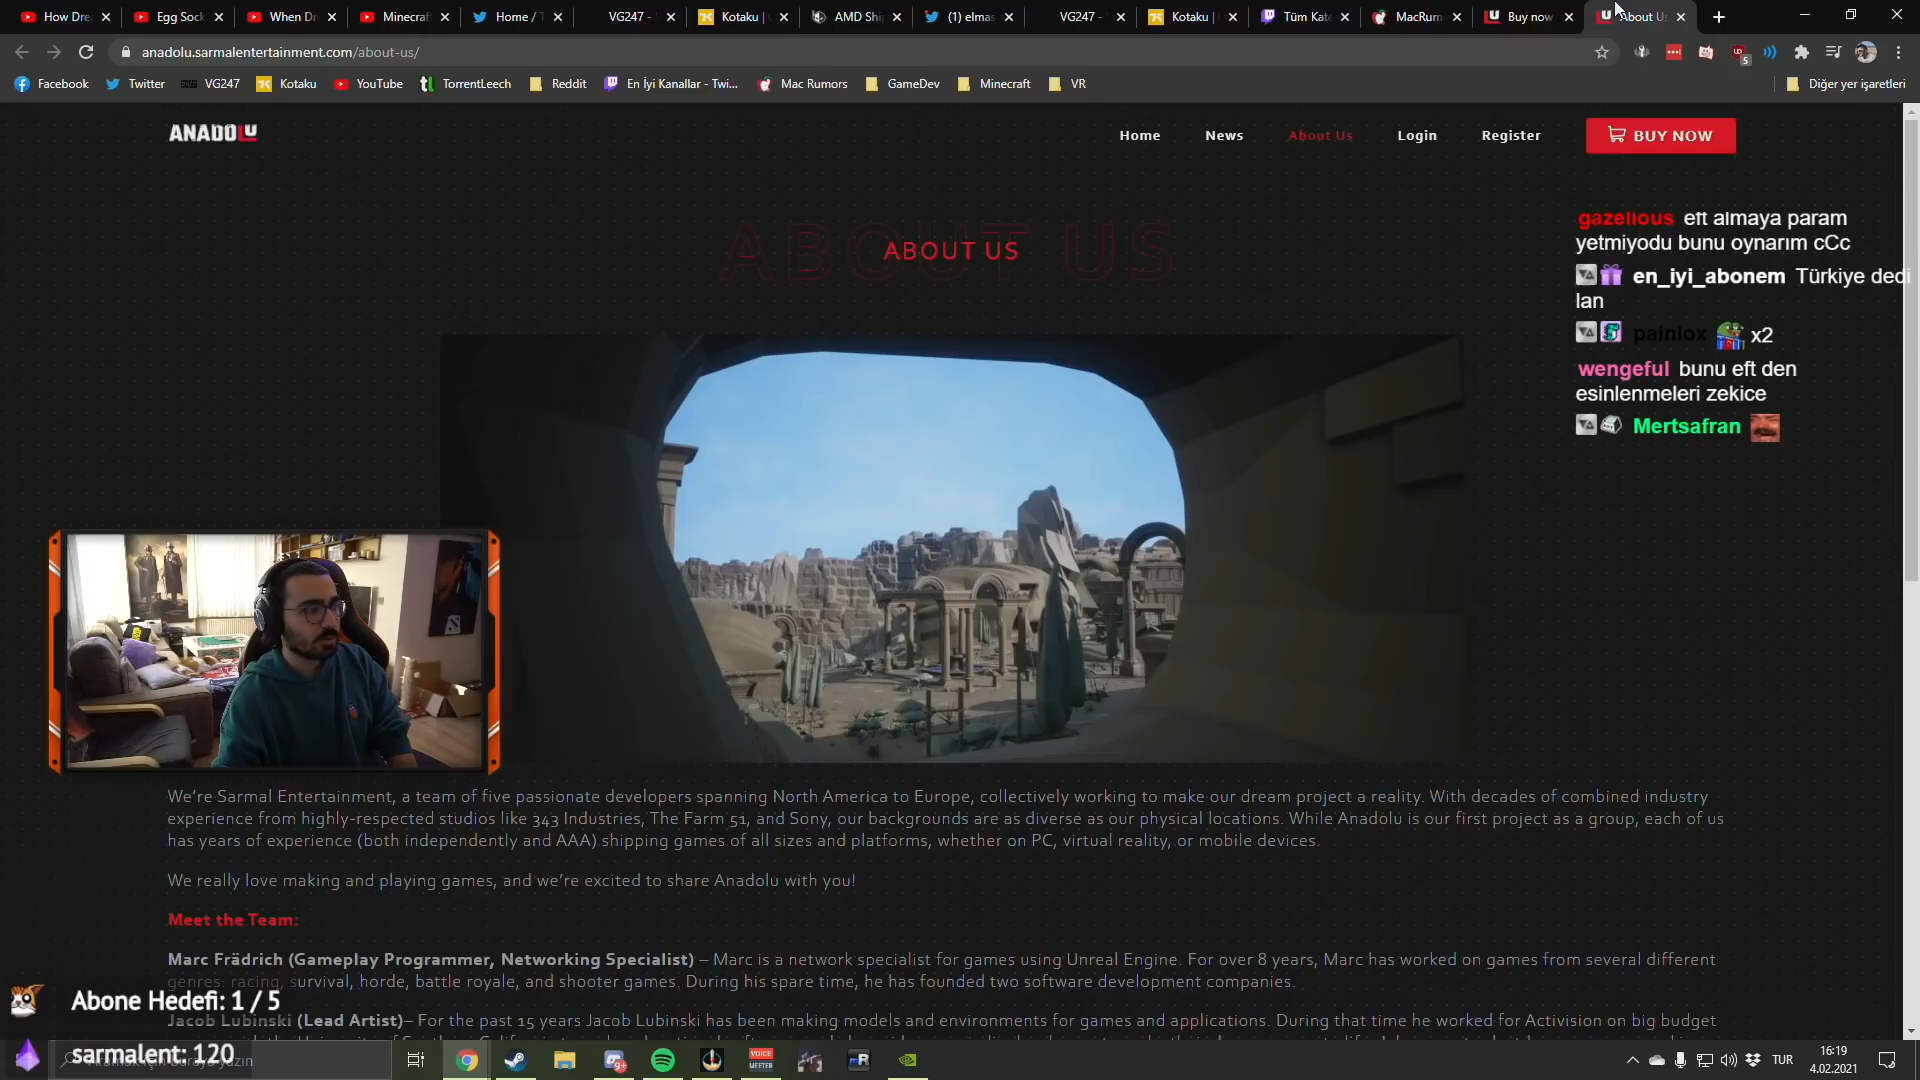 How Dre
Egg Sock
When Dr
Minecraf
Home / T
VG247 -
Kotaku |
AMD Shi
(1) elmas
VG247 -
Kotaku |
Tüm Kate
MacRum
Buy now
About U
anadolu.sarmalentertainment.com/about-us/
5
Facebook
Twitter
VG247
Kotaku
YouTube
TorrentLeech
Reddit
En İyi Kanallar - Twi...
Mac Rumors
GameDev
Minecraft
VR
Diğer yer işaretleri
ANADOLU
Home
News
About Us
Login
Register
BUY NOW
ABOUT US
ABOUT US
gazelious eft almaya param
yetmiyodu bunu oynarım cCc
en_iyi_abonem Türkiye dedi
lan
painlox x2
wengeful bunu eft den
esinlenmeleri zekice
Mertsafran
We're Sarmal Entertainment, a team of five passionate developers spanning North America to Europe, collectively working to make our dream project a reality. With decades of combined industry
experience from highly-respected studios like 343 Industries, The Farm 51, and Sony, our backgrounds are as diverse as our physical locations. While Anadolu is our first project as a group, each of us
has years of experience (both independently and AAA) shipping games of all sizes and platforms, whether on PC, virtual reality, or mobile devices.
We really love making and playing games, and we're excited to share Anadolu with you!
Meet the Team:
Marc Frädrich (Gameplay Programmer, Networking Specialist) – Marc is a network specialist for games using Unreal Engine. For over 8 years, Marc has worked on games from several different
genres: racing, survival, horde, battle royale, and shooter games. During his spare time, he has founded two software development companies.
Abone Hedefi: 1 / 5
Jacob Lubinski (Lead Artist)– For the past 15 years Jacob Lubinski has been making models and environments for games and applications. During that time he worked for Activision on big budget
sarmalent: 120
9+
VOICE
MEETER
TUR
16:19
4.02.2021